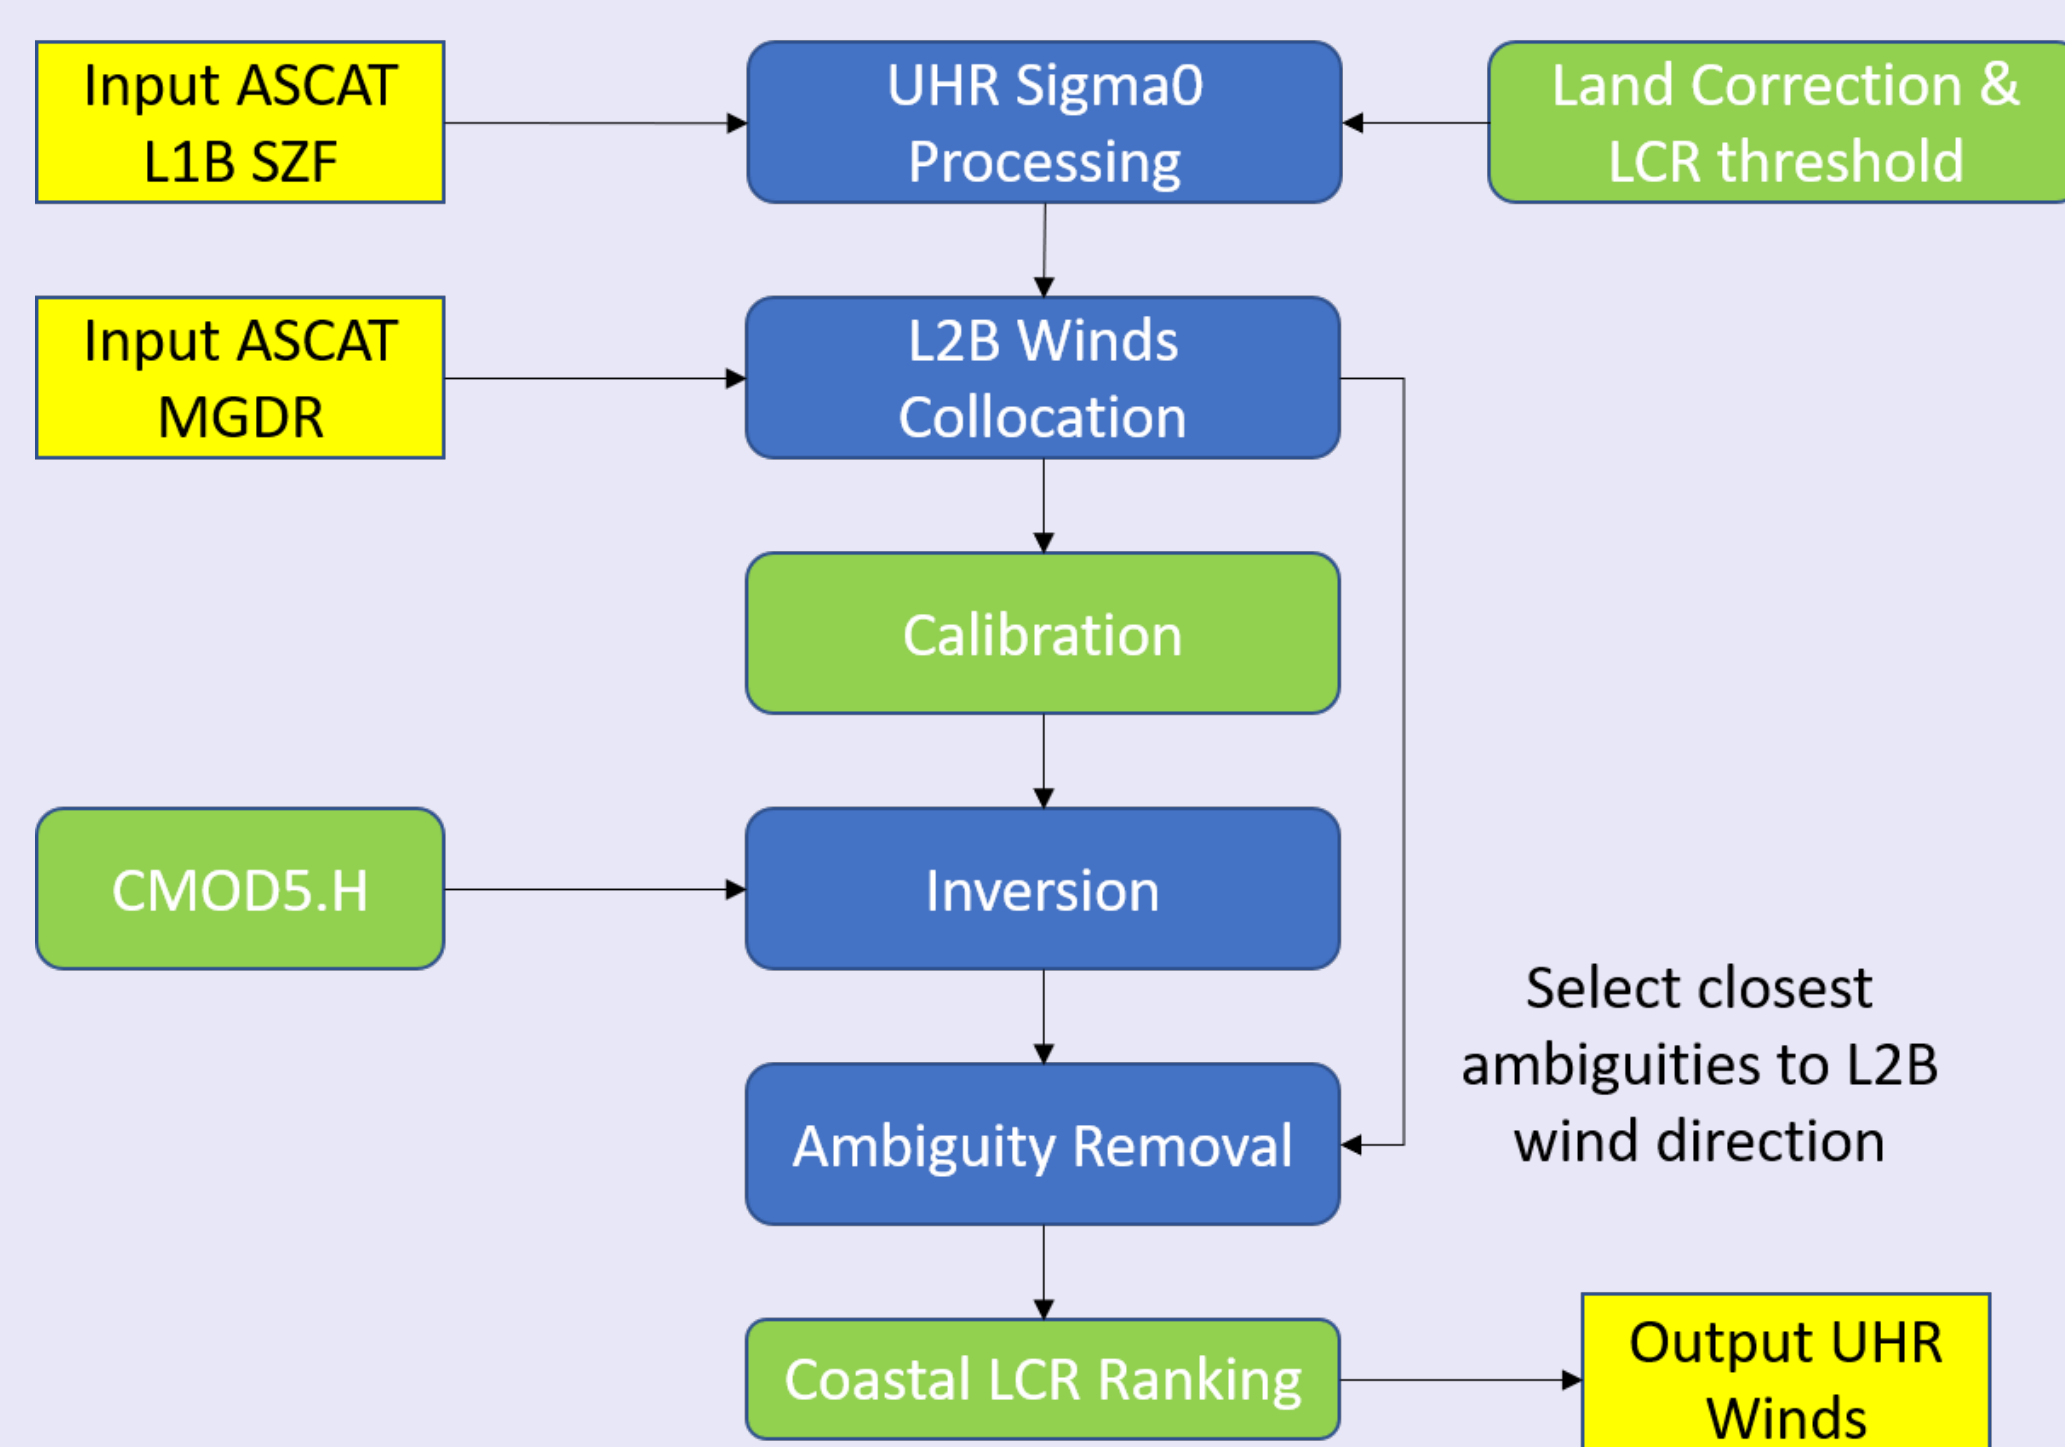 Input ASCAT
L1B SZF
UHR Sigma0
Processing
Land Correction &
LCR threshold
Input ASCAT
MGDR
L2B Winds
Collocation
Calibration
CMOD5.H
Inversion
Select closest
ambiguities to L2B
wind direction
Ambiguity Removal
Coastal LCR Ranking
Output UHR
Winds